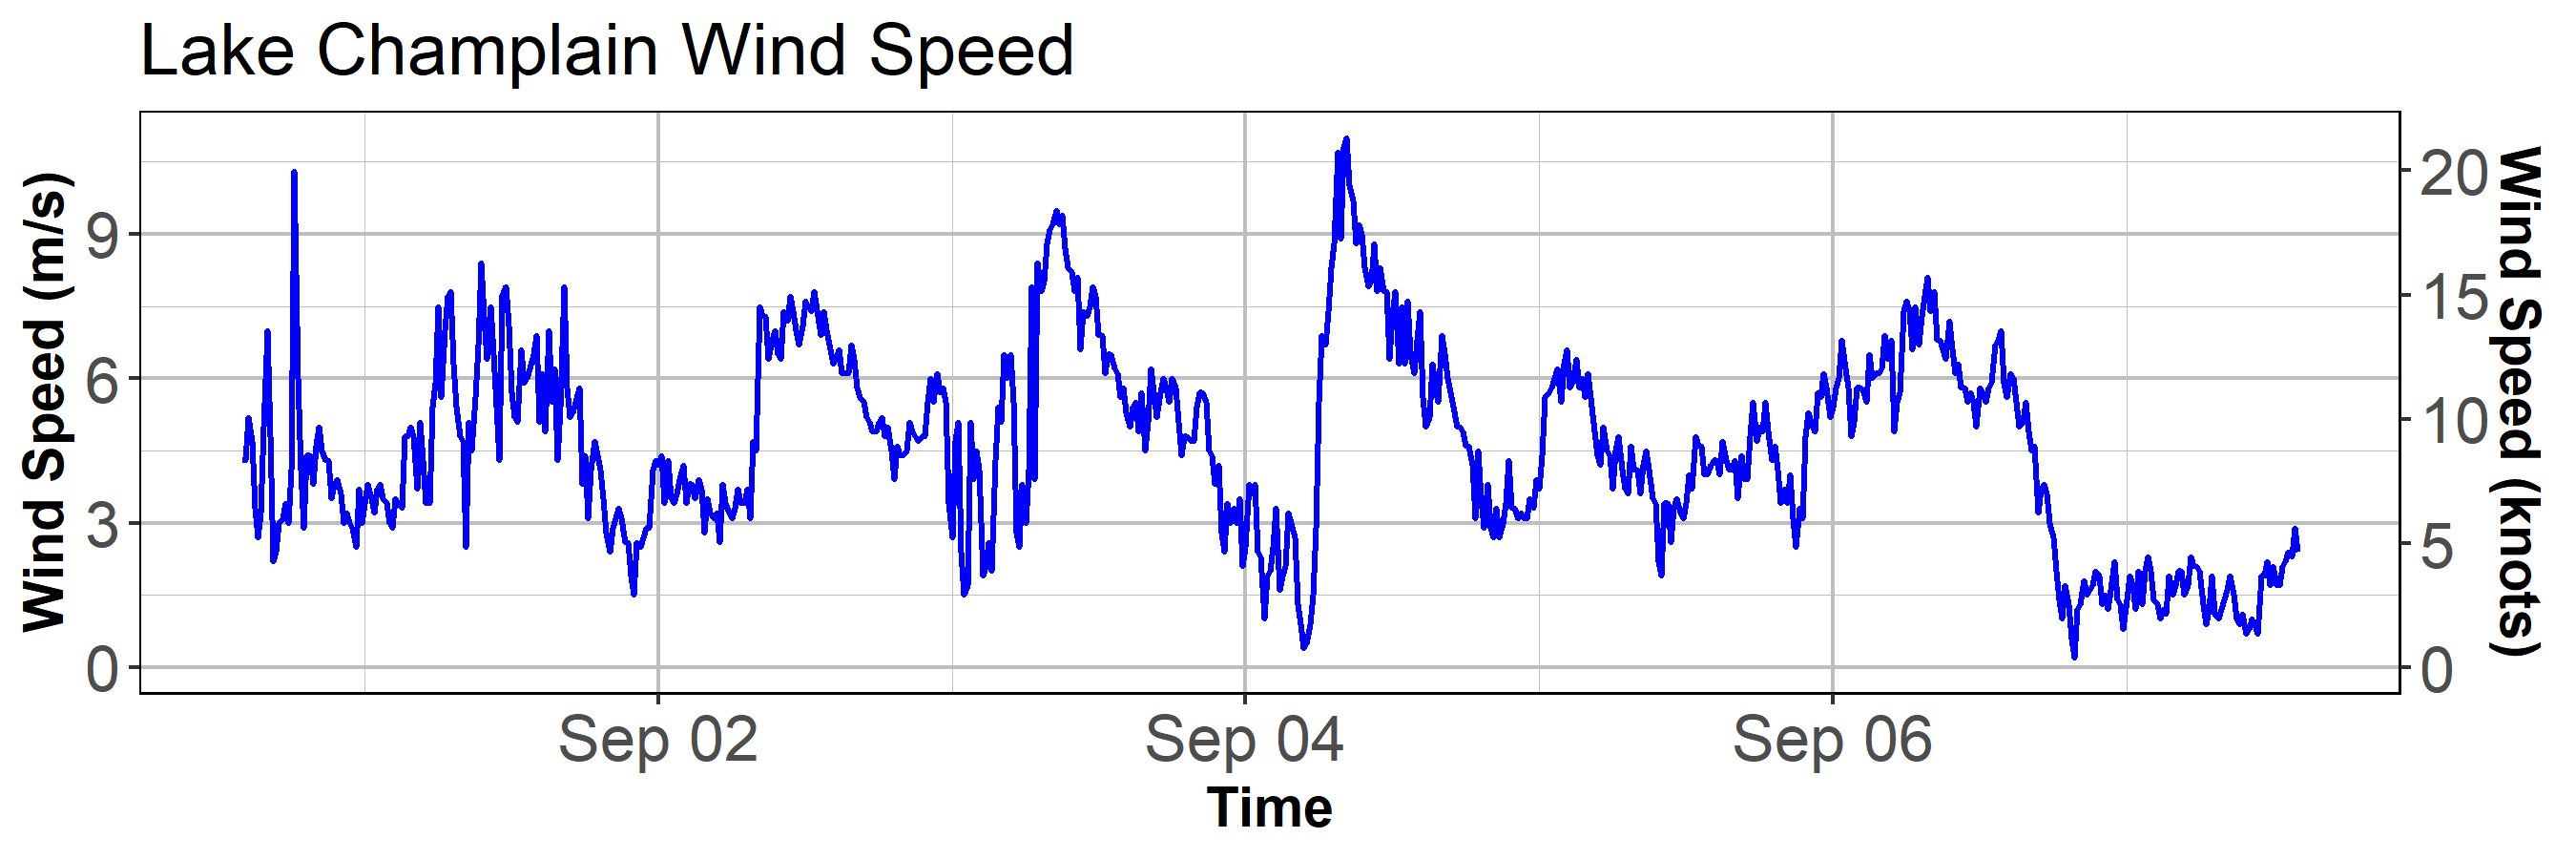 Lake Champlain Wind Speed
Wind Speed (m/s)
9
6
3
0
20
15
10
5
0
Wind Speed (knots)
Sep 02
Sep 04
Sep 06
Time